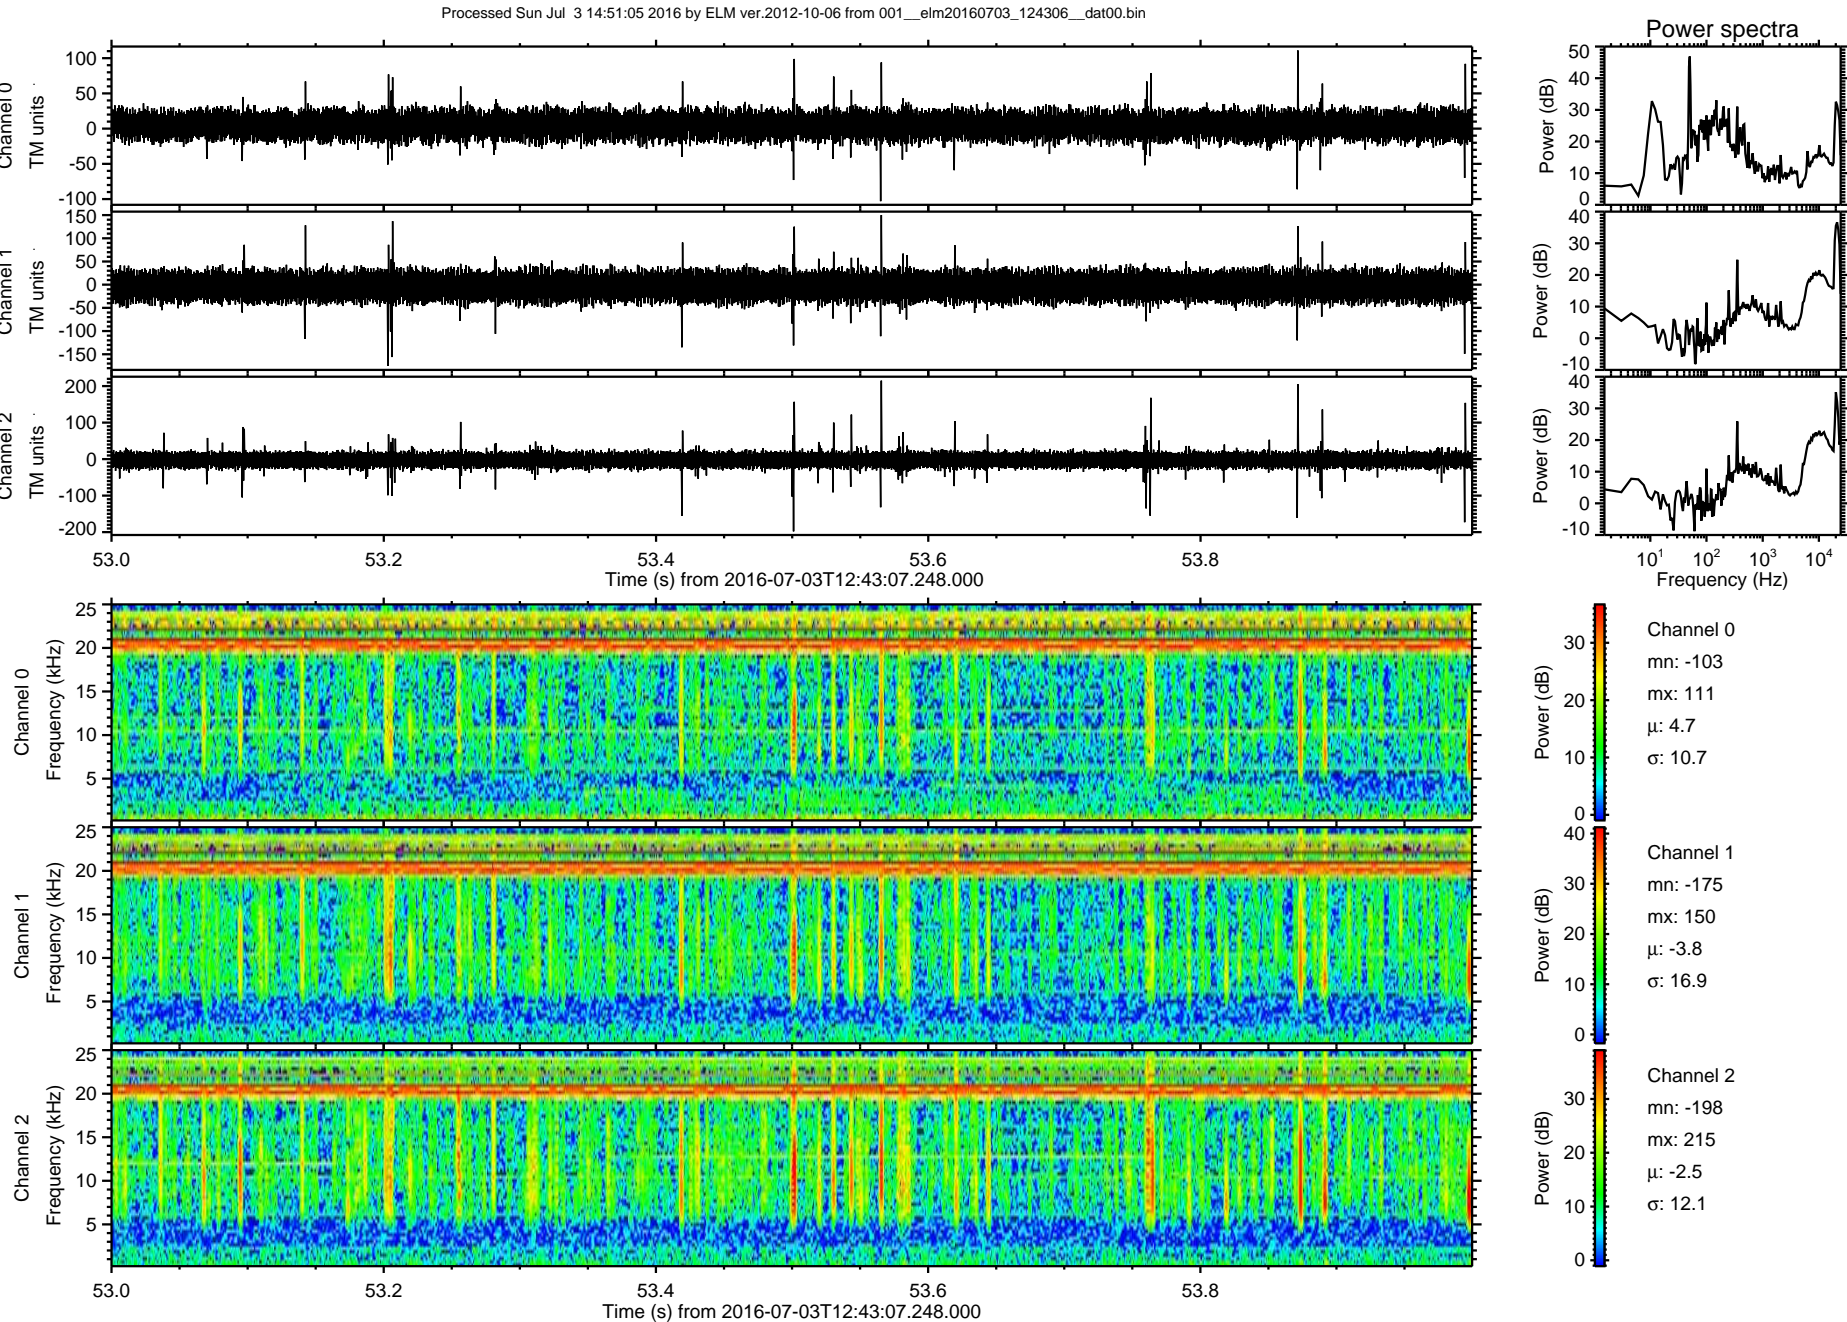 Processed Sun Jul  3 14:51:05 2016 by ELM ver.2012-10-06 from 001__elm20160703_124306__dat00.bin
Power spectra
Channel 0
TM units
100
50
0
-50
-100
Power (dB)
50
40
30
20
10
0
Channel 1
TM units
150
100
50
0
-50
-100
-150
Power (dB)
40
30
20
10
0
-10
Channel 2
TM units
200
100
0
-100
-200
Power (dB)
40
30
20
10
0
-10
53.0 53.2 53.4 53.6 53.8
Time (s) from 2016-07-03T12:43:07.248.000
10¹ 10² 10³ 10⁴
Frequency (Hz)
Channel 0
Frequency (kHz)
25
20
15
10
5
Power (dB)
30
20
10
0
Channel 0
mn: -103
mx: 111
μ: 4.7
σ: 10.7
Channel 1
Frequency (kHz)
25
20
15
10
5
Power (dB)
40
30
20
10
0
Channel 1
mn: -175
mx: 150
μ: -3.8
σ: 16.9
Channel 2
Frequency (kHz)
25
20
15
10
5
Power (dB)
30
20
10
0
Channel 2
mn: -198
mx: 215
μ: -2.5
σ: 12.1
53.0 53.2 53.4 53.6 53.8
Time (s) from 2016-07-03T12:43:07.248.000